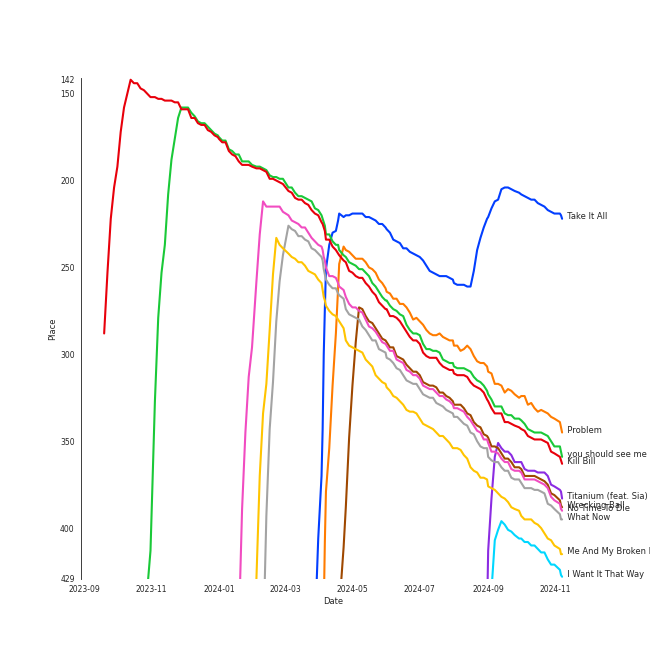 142
150
200
250
300
350
400
429
Place
2023-09
2023-11
2024-01
2024-03
2024-05
2024-07
2024-09
2024-11
Date
Take It All
Problem
you should see me
Kill Bill
Titanium (feat. Sia)
Wrecking Ball
No Time To Die
What Now
Me And My Broken
I Want It That Way